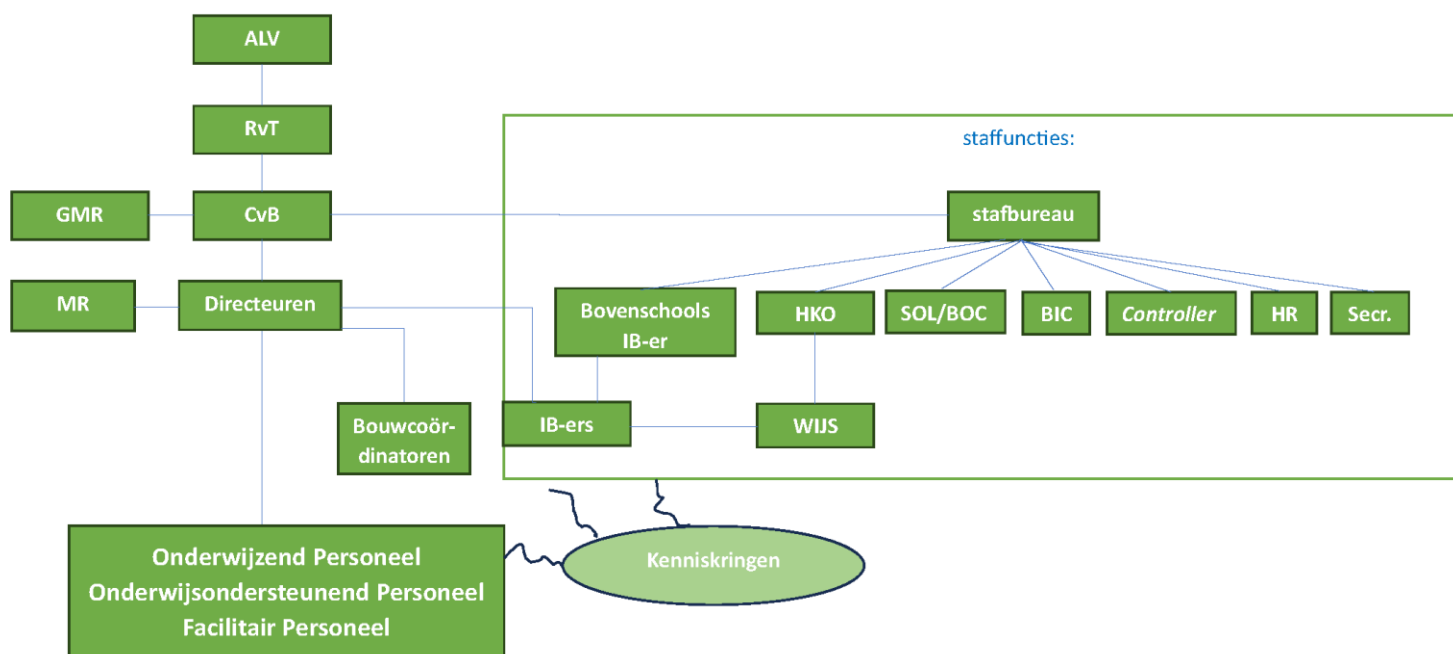 ALV
RvT
staffuncties:
GMR
CvB
stafbureau
MR
Directeuren
Bovenschools
IB-er
HKO
SOL/BOC
BIC
Controller
HR
Secr.
IB-ers
WIJS
Bouwcoör-
dinatoren
Onderwijzend Personeel
Onderwijsondersteunend Personeel
Facilitair Personeel
Kenniskringen